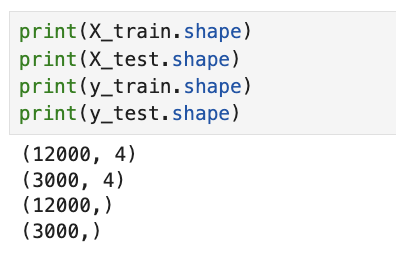 print(X_train.shape)
print(X_test.shape)
print(y_train.shape)
print(y_test.shape)
(12000, 4)
(3000, 4)
(12000,)
(3000,)